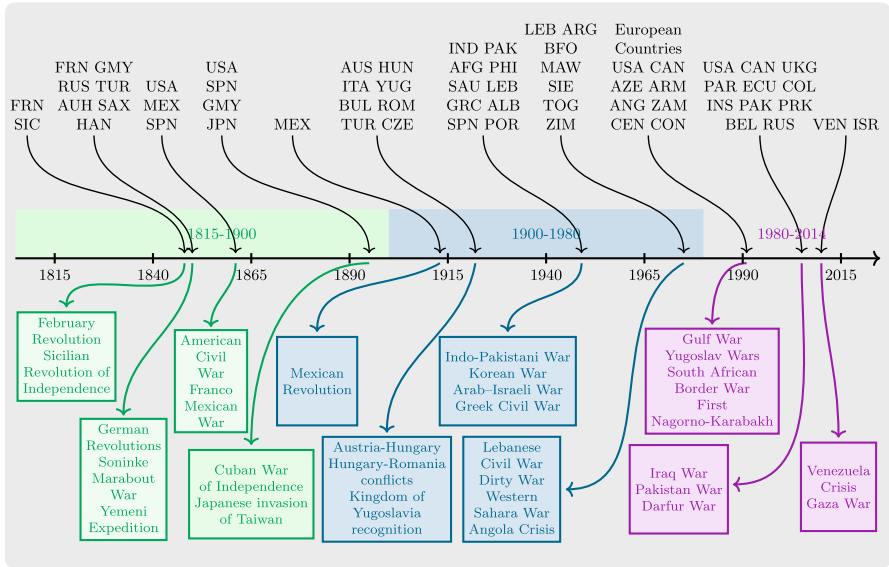 FRN
SIC
FRN GMY
RUS TUR
AUH SAX
HAN
USA
MEX
SPN
USA
SPN
GMY
JPN
MEX
AUS HUN
ITA YUG
BUL ROM
TUR CZE
IND PAK
AFG PHI
SAU LEB
GRC ALB
SPN POR
LEB ARG
BFO
MAW
SIE
TOG
ZIM
European
Countries
USA CAN
AZE ARM
ANG ZAM
CEN CON
USA CAN UKG
PAR ECU COL
INS PAK PRK
BEL RUS
VEN ISR
1815-1900
1900-1980
1980-2014
1815
1840
1865
1890
1915
1940
1965
1990
2015
February
Revolution
Sicilian
Revolution of
Independence
German
Revolutions
Soninke
Marabout
War
Yemeni
Expedition
American
Civil
War
Franco
Mexican
War
Cuban War
of Independence
Japanese invasion
of Taiwan
Mexican
Revolution
Austria-Hungary
Hungary-Romania
conflicts
Kingdom of
Yugoslavia
recognition
Indo-Pakistani War
Korean War
Arab–Israeli War
Greek Civil War
Lebanese
Civil War
Dirty War
Western
Sahara War
Angola Crisis
Gulf War
Yugoslav Wars
South African
Border War
First
Nagorno-Karabakh
Iraq War
Pakistan War
Darfur War
Venezuela
Crisis
Gaza War